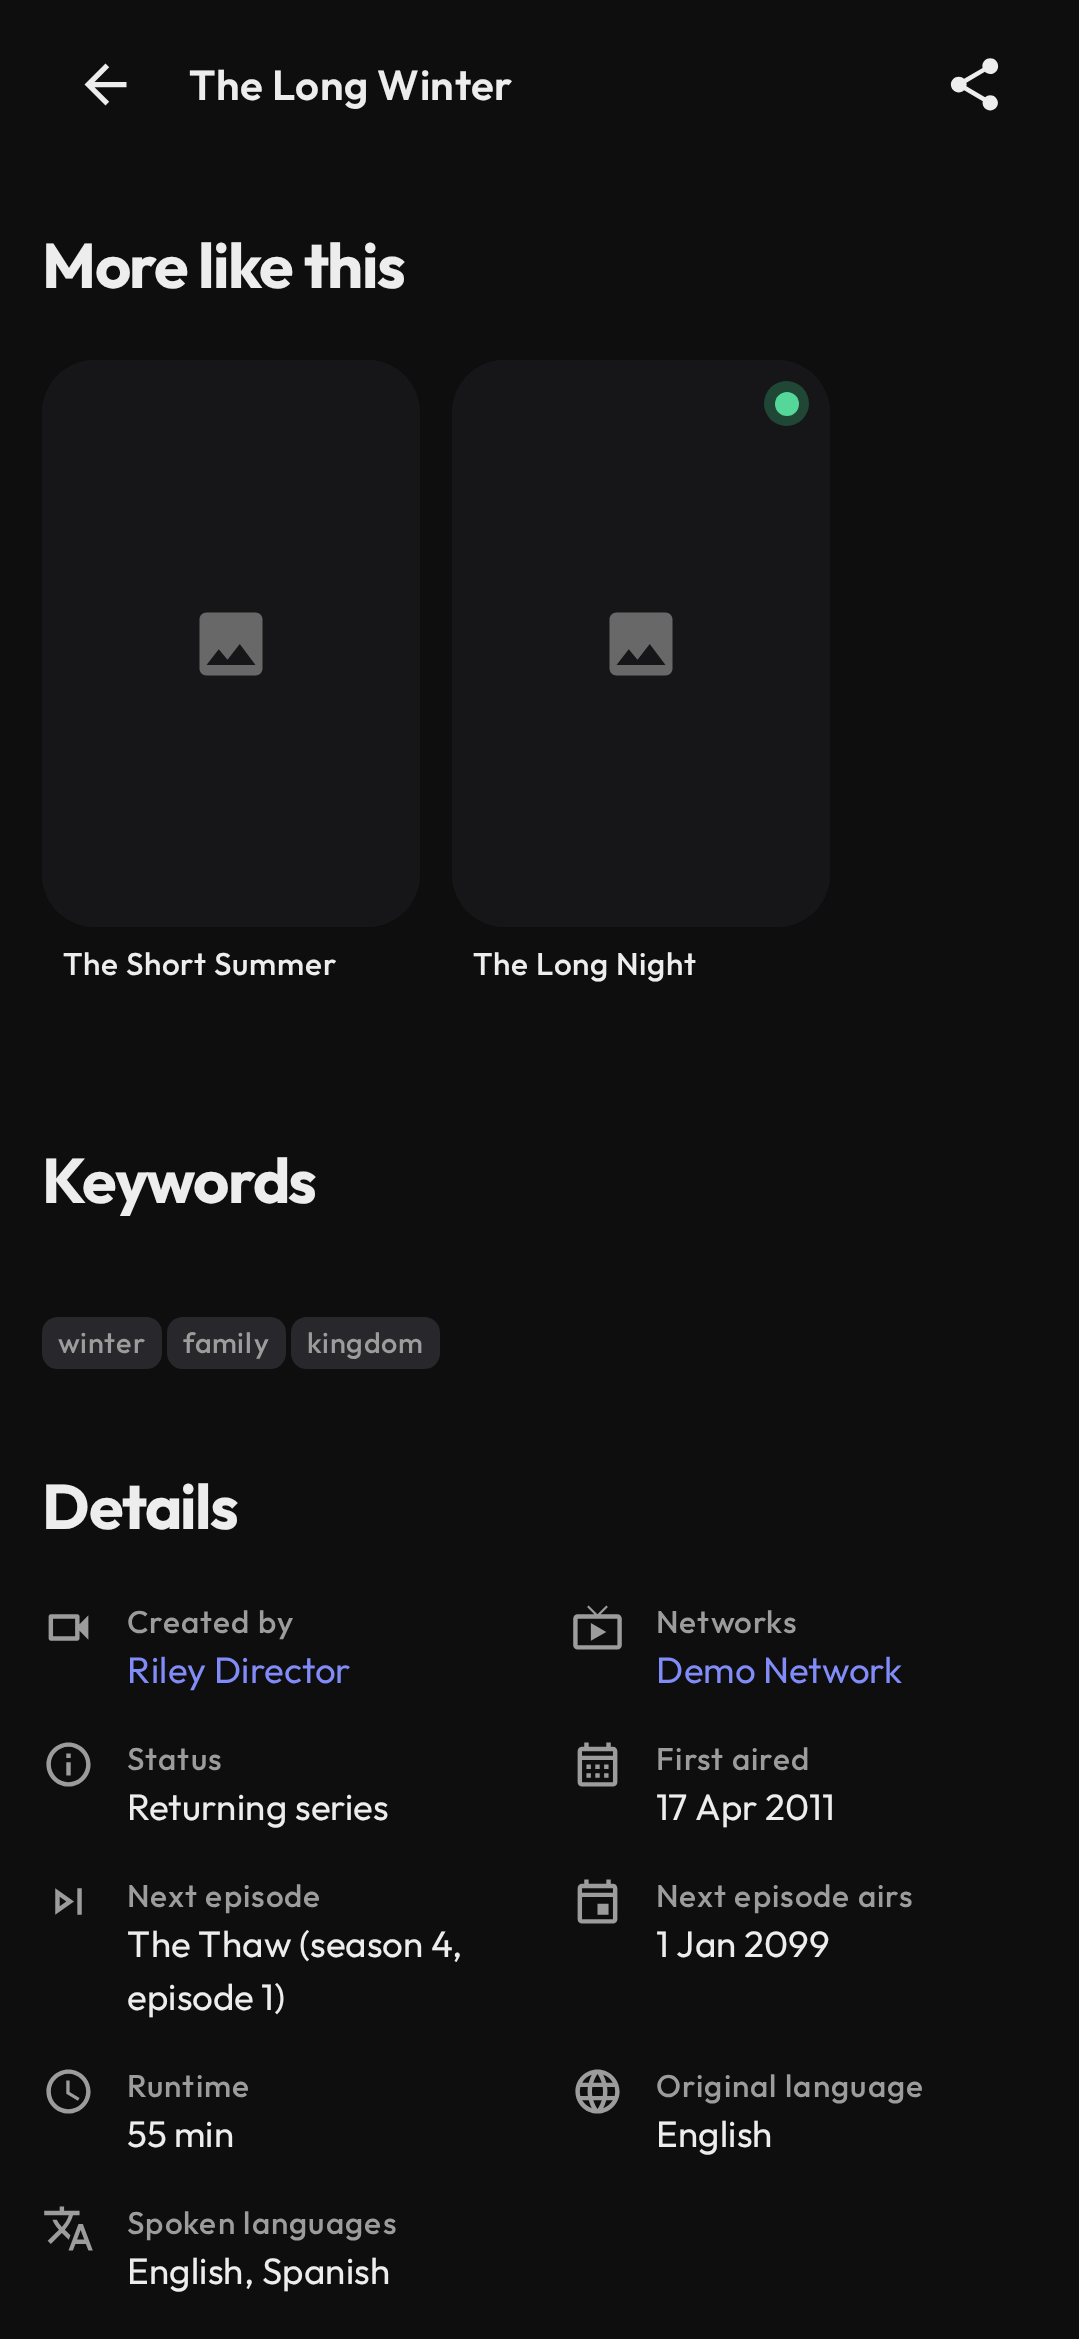 The Long Winter
More like this
The Short Summer
The Long Night
Keywords
winter
family
kingdom
Details
Created by
Riley Director
Networks
Demo Network
Status
Returning series
First aired
17 Apr 2011
Next episode
The Thaw (season 4,
episode 1)
Next episode airs
1 Jan 2099
Runtime
55 min
Original language
English
Spoken languages
English, Spanish